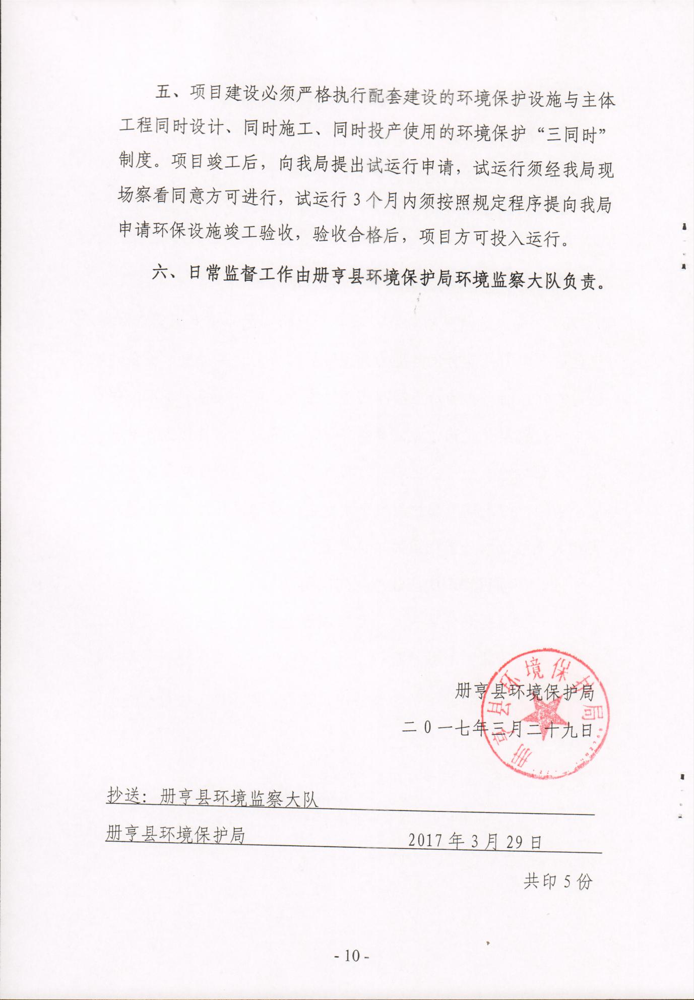 五、项目建设必须严格执行配套建设的环境保护设施与主体
工程同时设计、同时施工、同时投产使用的环境保护“三同时”
制度。项目竣工后，向我局提出试运行申请，试运行须经我局现
场察看同意方可进行，试运行3个月内须按照规定程序提向我局
申请环保设施竣工验收，验收合格后，项目方可投入运行。
六、日常监督工作由册亨县环境保护局环境监察大队负责。
册亨县环境保护局
册亨县环境保护局
二0一七年三月二十九日
抄送：册亨县环境监察大队
册亨县环境保护局 2017年3月29日
共印5份
- 10 -